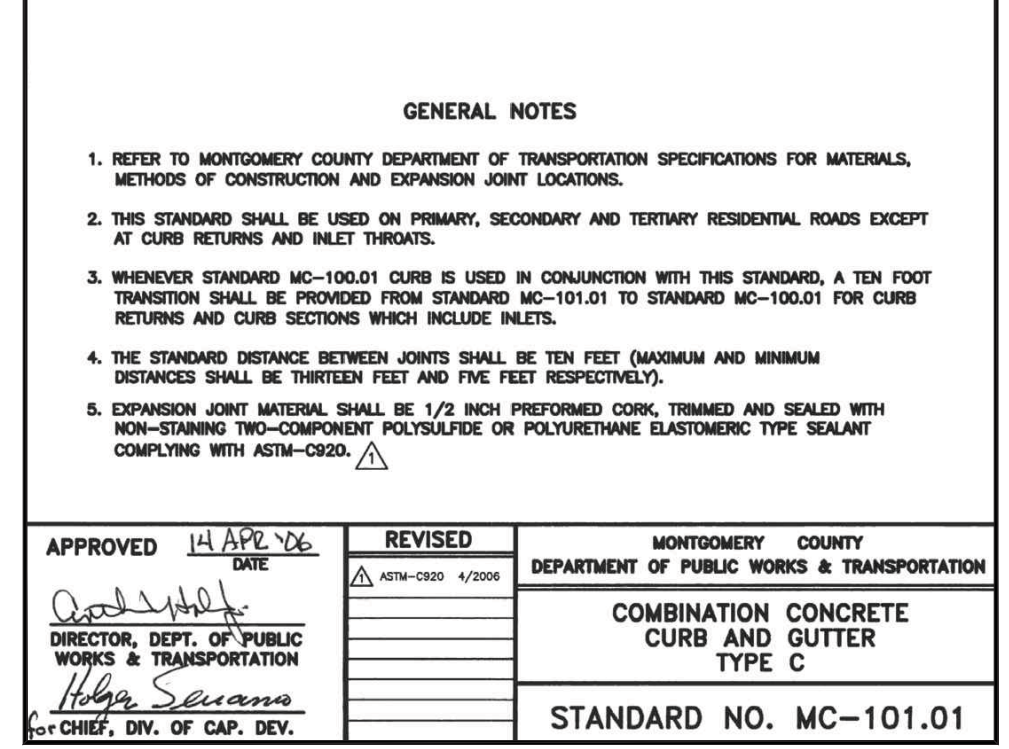 GENERAL NOTES
1. REFER TO MONTGOMERY COUNTY DEPARTMENT OF TRANSPORTATION SPECIFICATIONS FOR MATERIALS,
METHODS OF CONSTRUCTION AND EXPANSION JOINT LOCATIONS.
2. THIS STANDARD SHALL BE USED ON PRIMARY, SECONDARY AND TERTIARY RESIDENTIAL ROADS EXCEPT
AT CURB RETURNS AND INLET THROATS.
3. WHENEVER STANDARD MC-100.01 CURB IS USED IN CONJUNCTION WITH THIS STANDARD, A TEN FOOT
TRANSITION SHALL BE PROVIDED FROM STANDARD MC-101.01 TO STANDARD MC-100.01 FOR CURB
RETURNS AND CURB SECTIONS WHICH INCLUDE INLETS.
4. THE STANDARD DISTANCE BETWEEN JOINTS SHALL BE TEN FEET (MAXIMUM AND MINIMUM
DISTANCES SHALL BE THIRTEEN FEET AND FIVE FEET RESPECTIVELY).
5. EXPANSION JOINT MATERIAL SHALL BE 1/2 INCH PREFORMED CORK, TRIMMED AND SEALED WITH
NON-STAINING TWO-COMPONENT POLYSULFIDE OR POLYURETHANE ELASTOMERIC TYPE SEALANT
COMPLYING WITH ASTM-C920. 1
APPROVED 14 APR '06
DATE
DIRECTOR, DEPT. OF PUBLIC
WORKS & TRANSPORTATION
Holger
for CHIEF, DIV. OF CAP. DEV.
REVISED
1 ASTM-C920 4/2006
MONTGOMERY COUNTY
DEPARTMENT OF PUBLIC WORKS & TRANSPORTATION
COMBINATION CONCRETE
CURB AND GUTTER
TYPE C
STANDARD NO. MC-101.01